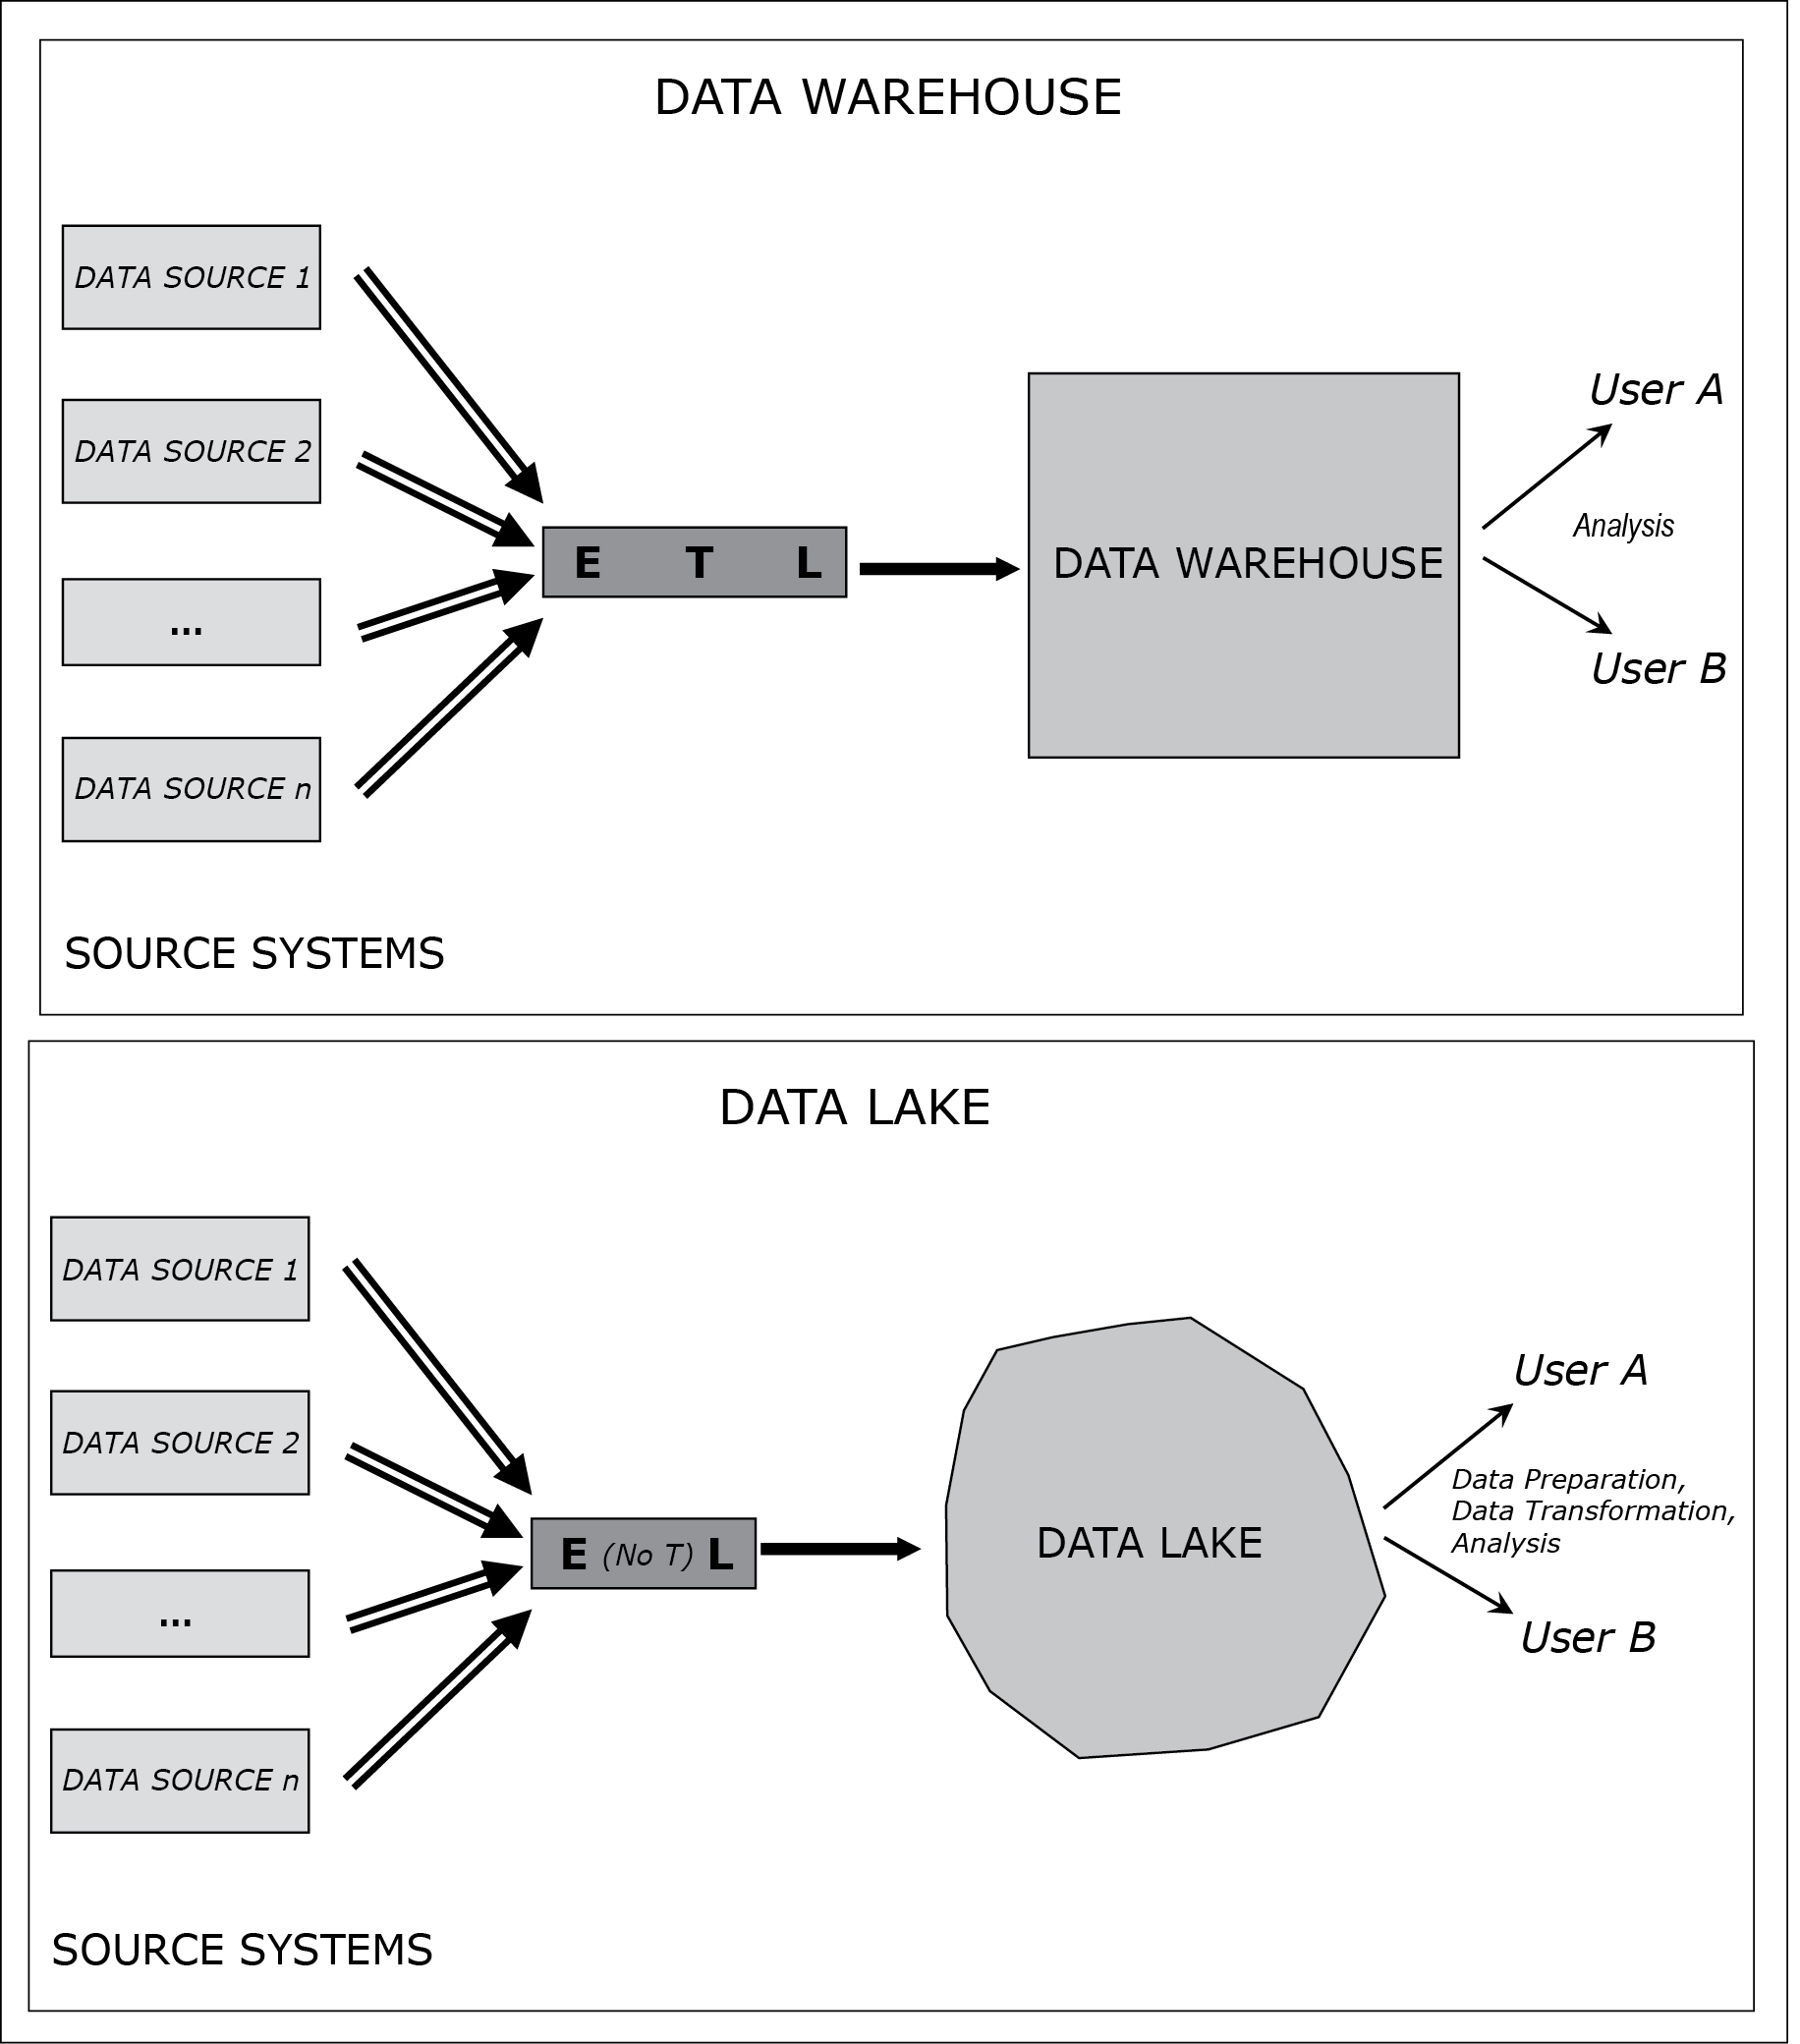 DATA WAREHOUSE
DATA SOURCE 1
DATA SOURCE 2
...
DATA SOURCE n
SOURCE SYSTEMS
E T L
DATA WAREHOUSE
User A
Analysis
User B
DATA LAKE
DATA SOURCE 1
DATA SOURCE 2
...
DATA SOURCE n
SOURCE SYSTEMS
E (No T) L
DATA LAKE
User A
Data Preparation,
Data Transformation,
Analysis
User B